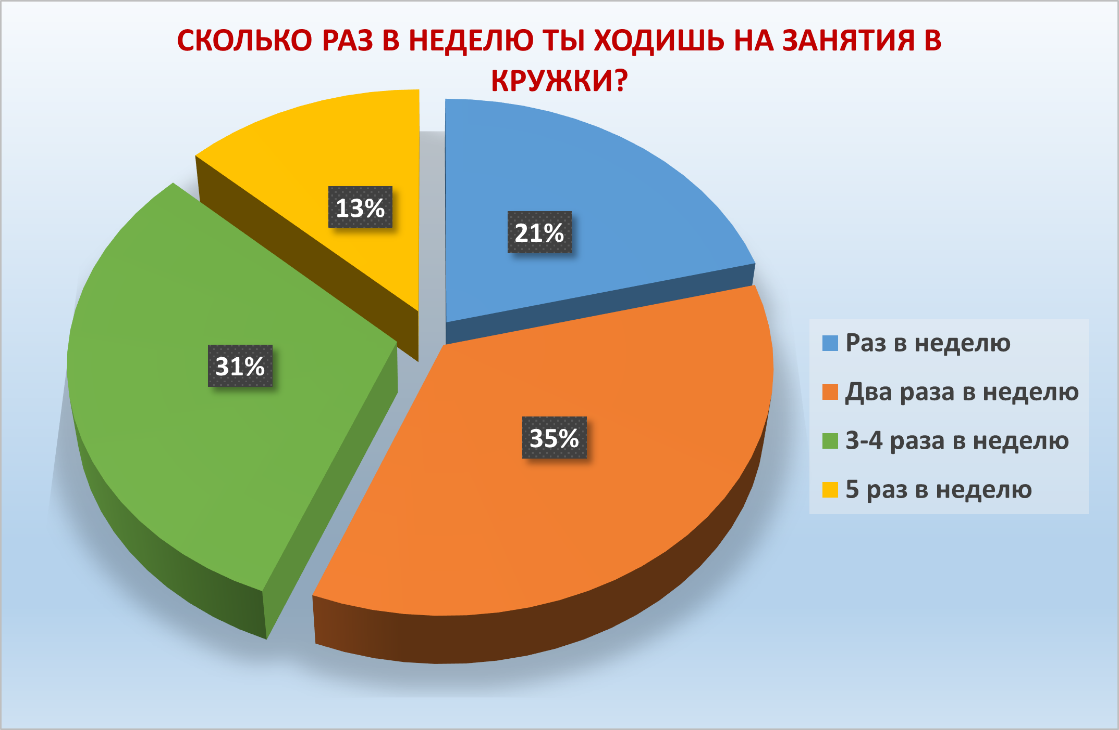 СКОЛЬКО РАЗ В НЕДЕЛЮ ТЫ ХОДИШЬ НА ЗАНЯТИЯ В
КРУЖКИ?
13%
21%
31%
35%
Раз в неделю
Два раза в неделю
3-4 раза в неделю
5 раз в неделю